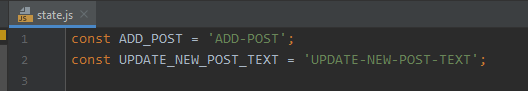 state.js
1 const ADD_POST = 'ADD-POST';
2 const UPDATE_NEW_POST_TEXT = 'UPDATE-NEW-POST-TEXT';
3